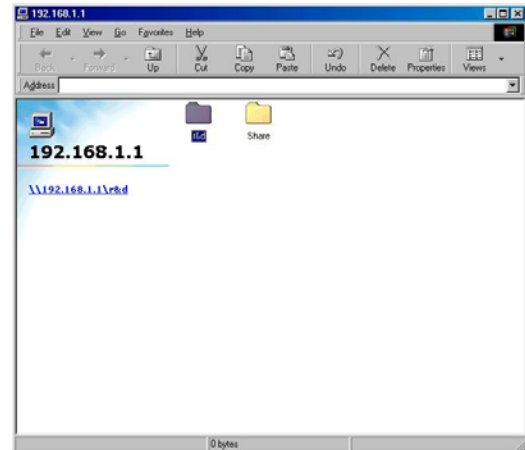 192.168.1.1
File Edit View Go Favorites Help
Back Forward Up Cut Copy Paste Undo Delete Properties Views
Address
192.168.1.1
r&d Share
\\192.168.1.1\r&d
0 bytes